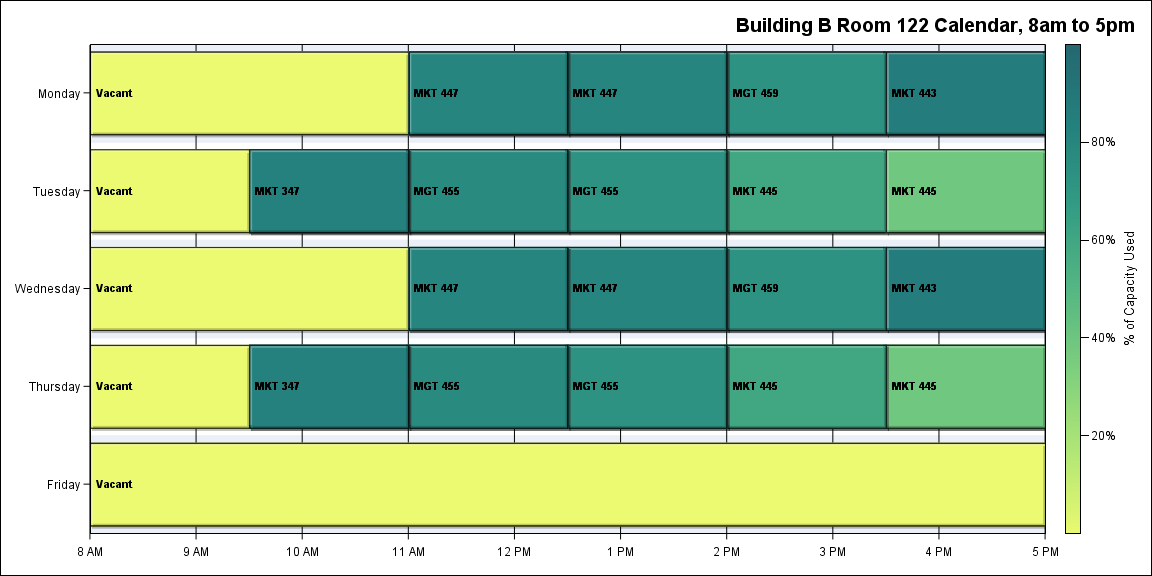 Building B Room 122 Calendar, 8am to 5pm
Monday
Vacant
MKT 447
MKT 447
MGT 459
MKT 443
Tuesday
Vacant
MKT 347
MGT 455
MGT 455
MKT 445
MKT 445
Wednesday
Vacant
MKT 447
MKT 447
MGT 459
MKT 443
Thursday
Vacant
MKT 347
MGT 455
MGT 455
MKT 445
MKT 445
Friday
Vacant
8 AM
9 AM
10 AM
11 AM
12 PM
1 PM
2 PM
3 PM
4 PM
5 PM
80%
60%
40%
20%
% of Capacity Used